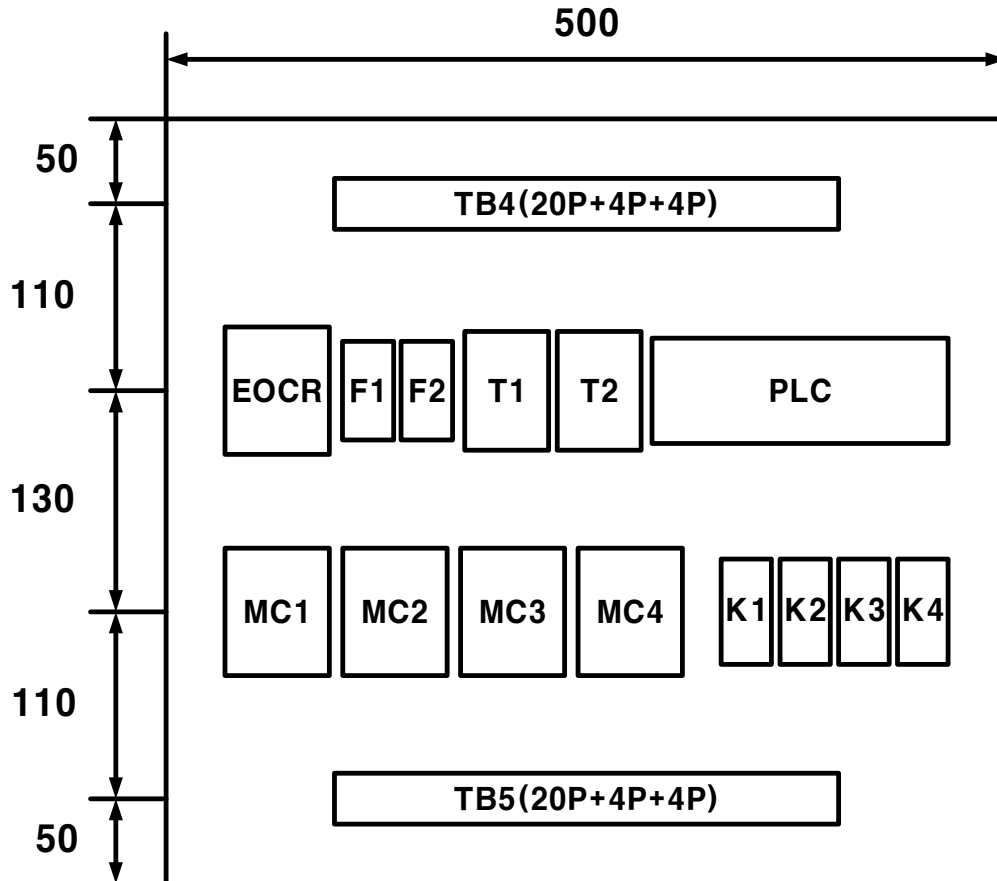 500
50
TB4(20P+4P+4P)
110
EOCR F1 F2 T1 T2 PLC
130
MC1 MC2 MC3 MC4 K1 K2 K3 K4
110
TB5(20P+4P+4P)
50